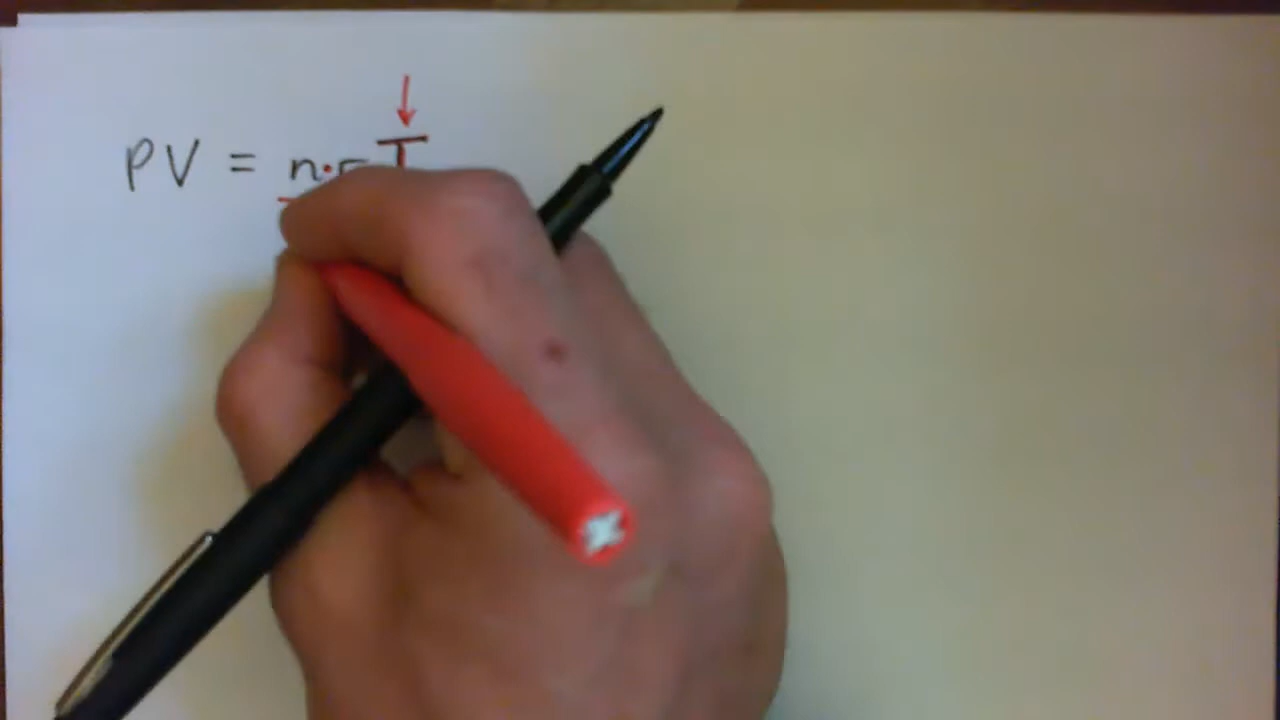 PV = n·r T